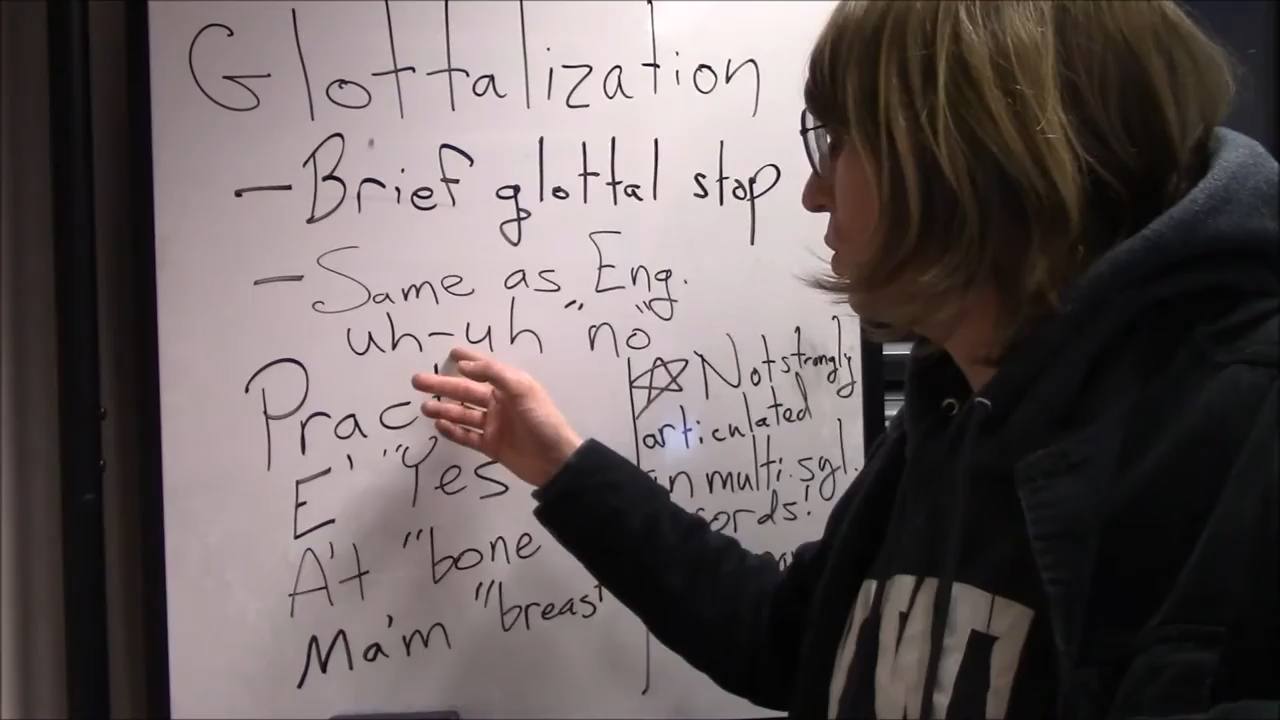 Glottalization
- Brief glottal stop
- Same as Eng.
uh-uh "no"
E' "Yes
A't "bone
Ma'm "breast
☆ Not strongly
articulated
in multi. syl.